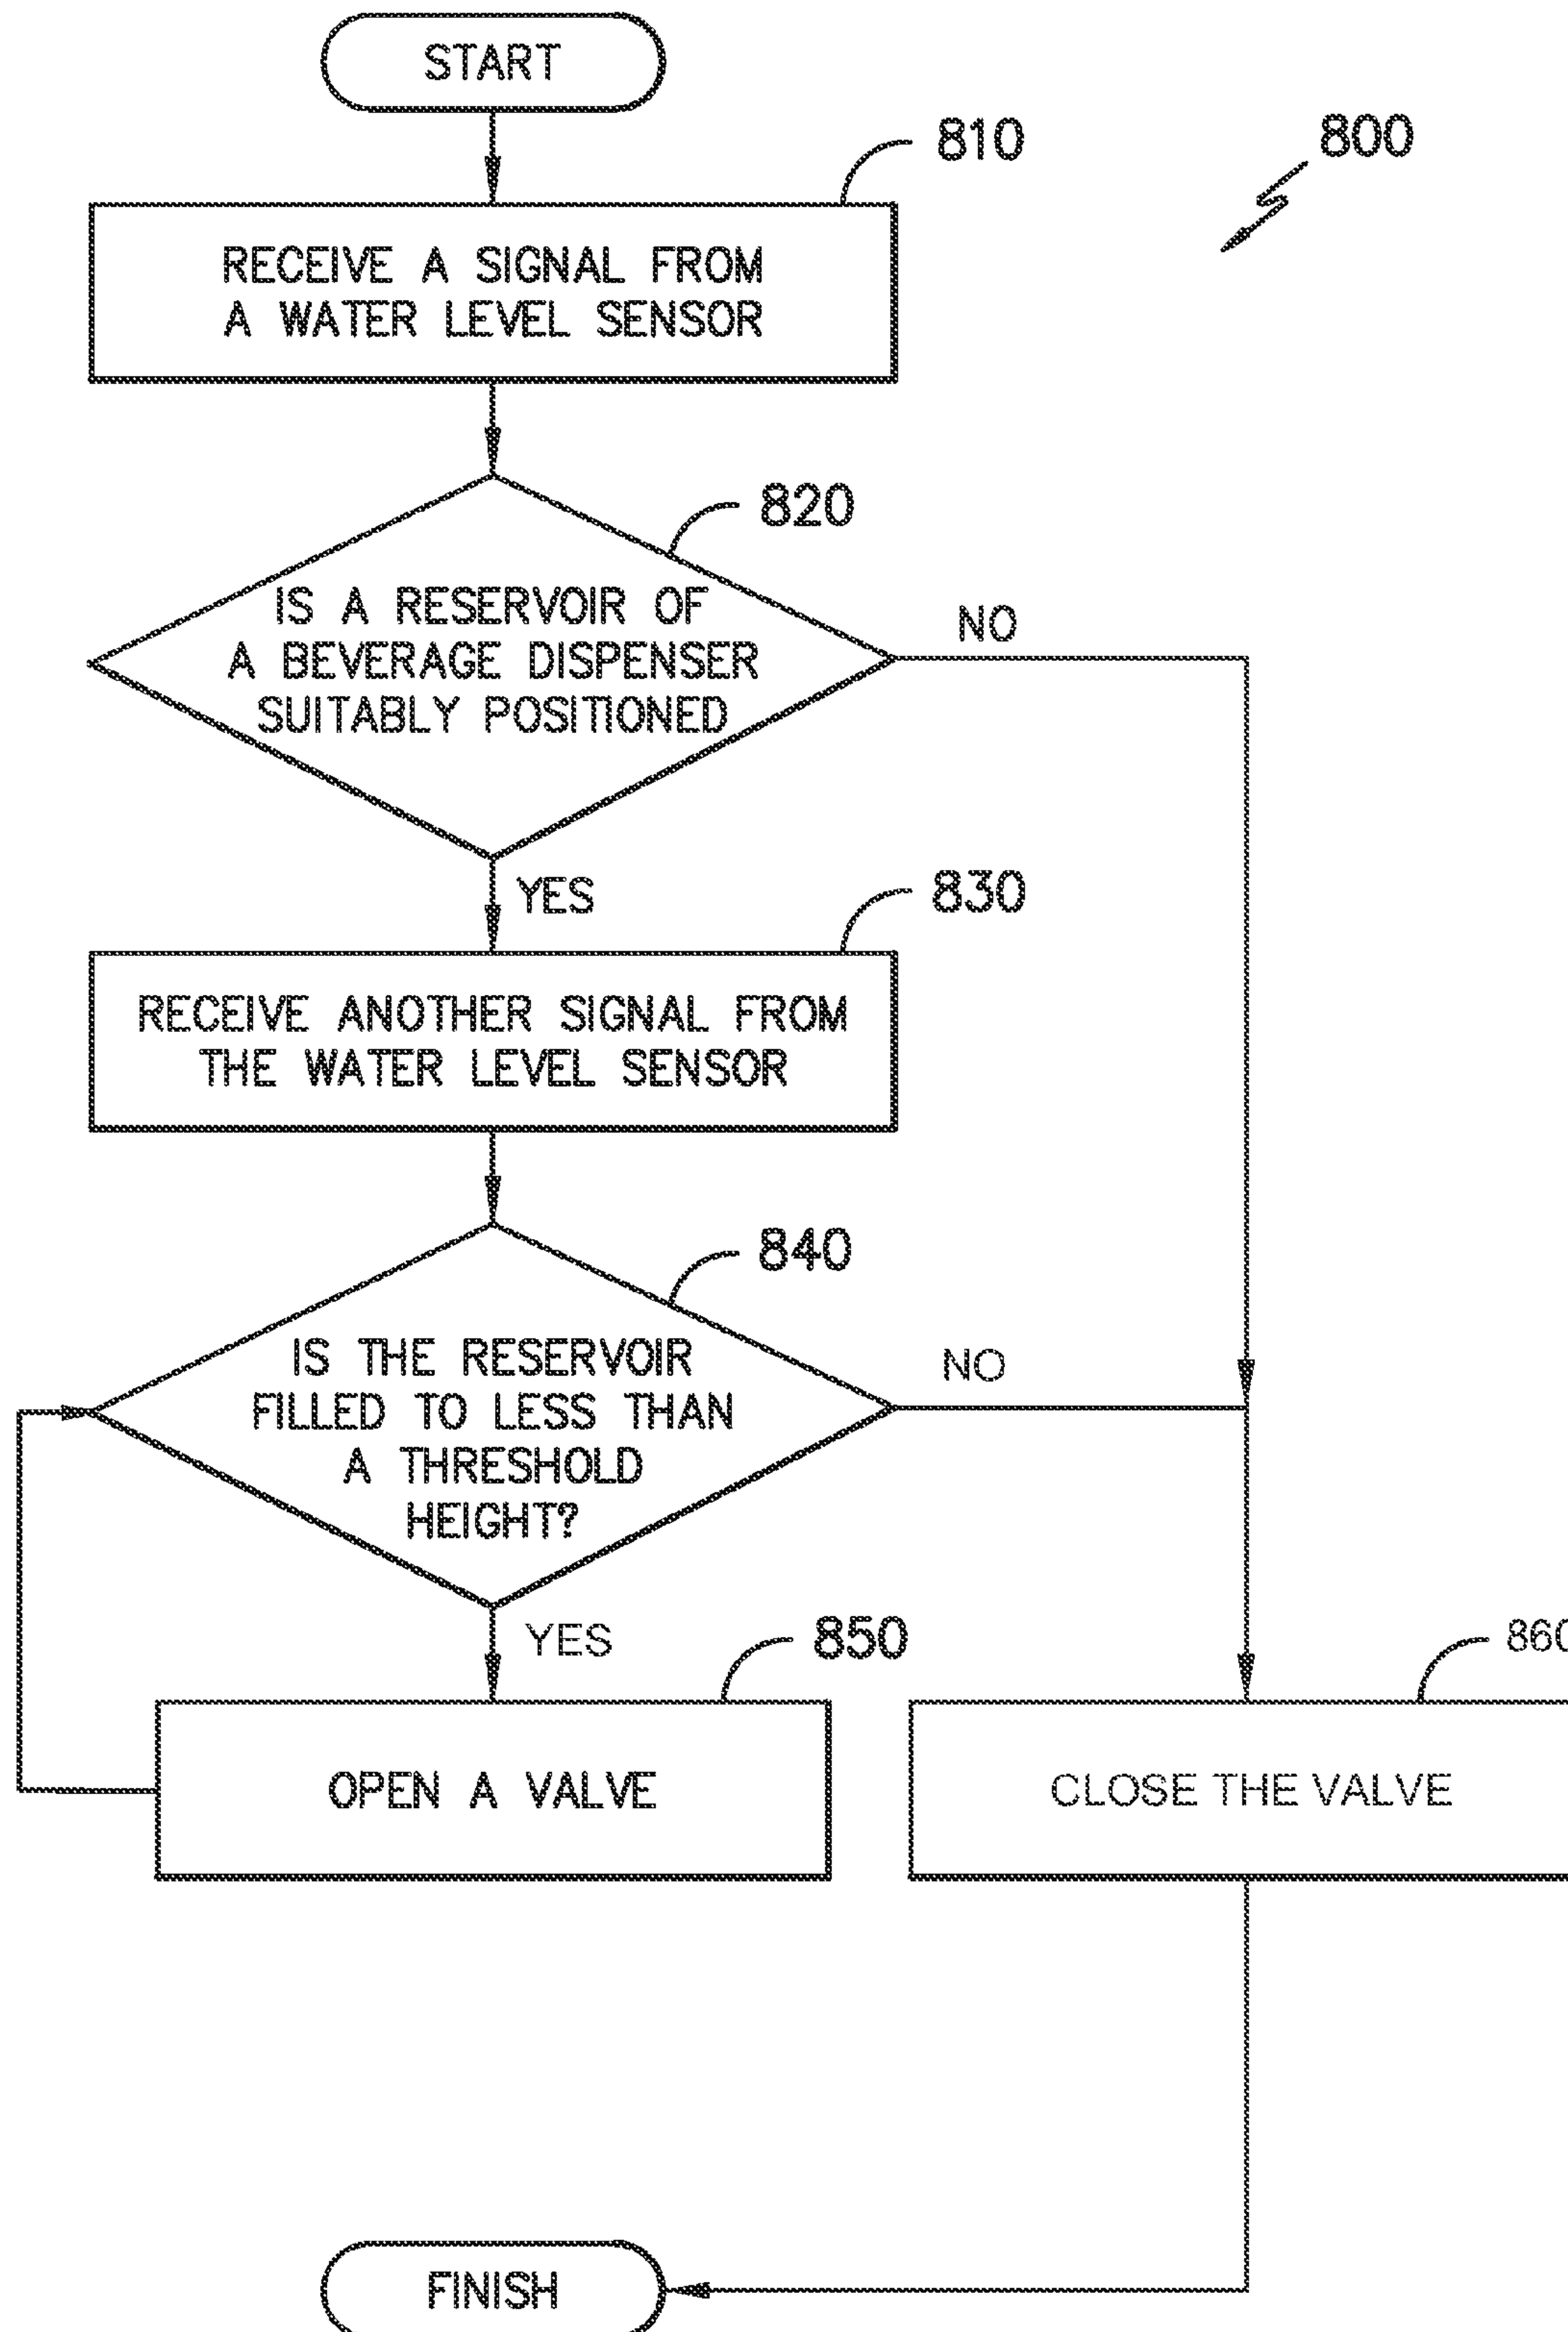 START
810
800
RECEIVE A SIGNAL FROM
A WATER LEVEL SENSOR
820
IS A RESERVOIR OF
A BEVERAGE DISPENSER
SUITABLY POSITIONED
NO
YES
830
RECEIVE ANOTHER SIGNAL FROM
THE WATER LEVEL SENSOR
840
IS THE RESERVOIR
FILLED TO LESS THAN
A THRESHOLD
HEIGHT?
NO
YES
850
860
OPEN A VALVE
CLOSE THE VALVE
FINISH